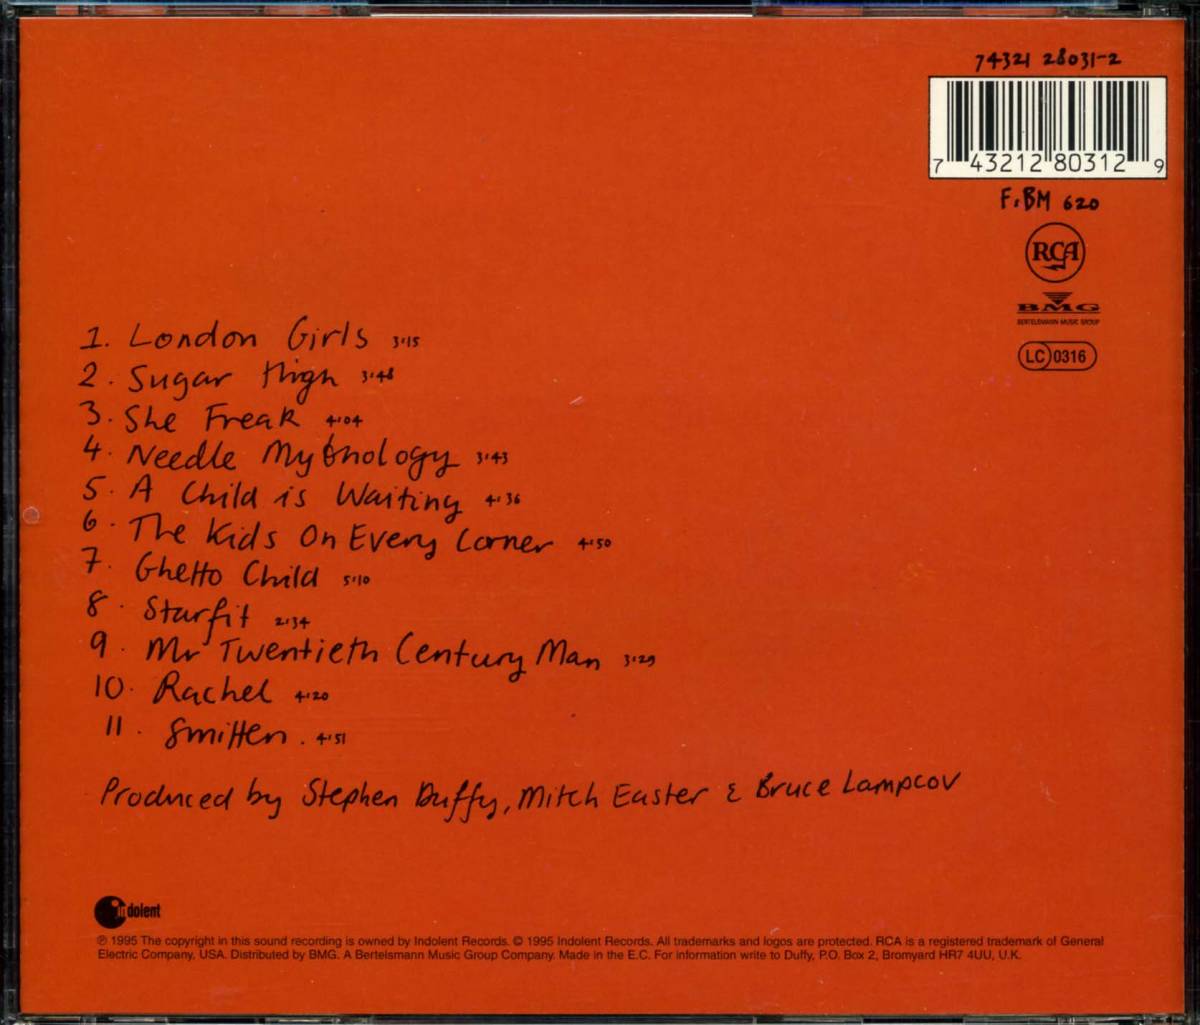 74321 28031-2
7 43212 80312 9
F:BM 620
RCA
BMG
BERTELSMANN MUSIC GROUP
LC 0316
1. London Girls 3:15
2. Sugar High 3:48
3. She Freak 4:04
4. Needle Mythology 3:43
5. A Child is Waiting 4:36
6. The Kids On Every Corner 4:50
7. Ghetto Child 5:10
8. Starfit 2:34
9. Mr Twentieth Century Man 3:29
10. Rachel 4:20
11. Smitten. 4:51
Produced by Stephen Duffy, Mitch Easter & Bruce Lampcov
indolent
℗ 1995 The copyright in this sound recording is owned by Indolent Records. © 1995 Indolent Records. All trademarks and logos are protected. RCA is a registered trademark of General
Electric Company, USA. Distributed by BMG. A Bertelsmann Music Group Company. Made in the E.C. For information write to Duffy, P.O. Box 2, Bromyard HR7 4UU, U.K.